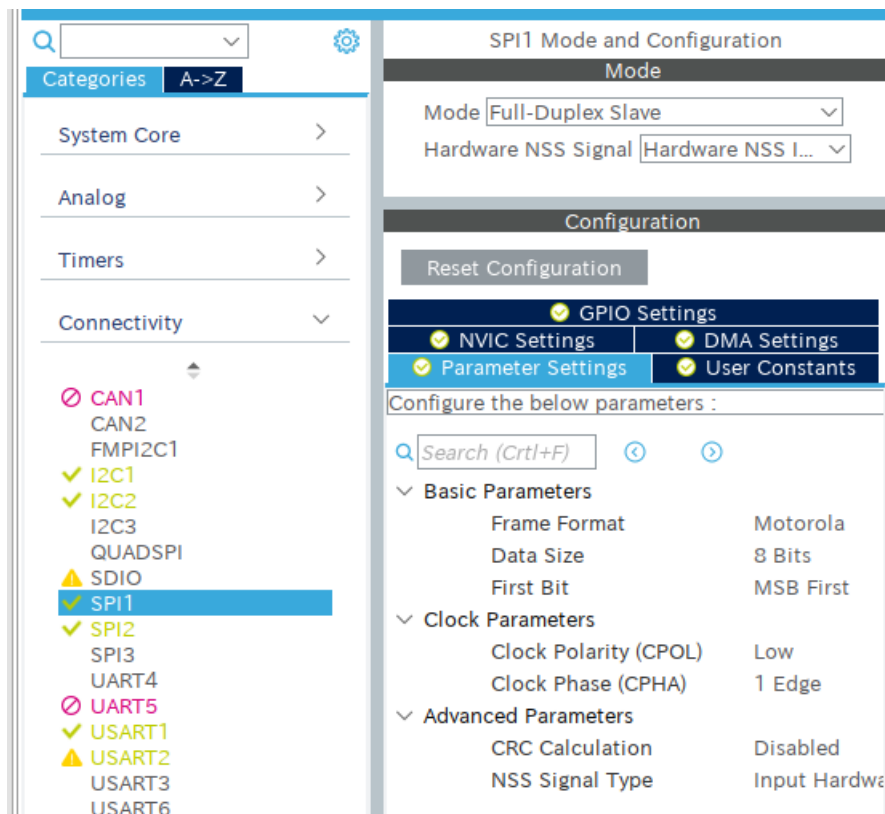 Categories
A->Z
System Core
Analog
Timers
Connectivity
CAN1
CAN2
FMPI2C1
I2C1
I2C2
I2C3
QUADSPI
SDIO
SPI1
SPI2
SPI3
UART4
UART5
USART1
USART2
USART3
USART6
SPI1 Mode and Configuration
Mode
Mode Full-Duplex Slave
Hardware NSS Signal Hardware NSS I...
Configuration
Reset Configuration
GPIO Settings
NVIC Settings DMA Settings
Parameter Settings User Constants
Configure the below parameters :
Search (Crtl+F)
Basic Parameters
Frame Format Motorola
Data Size 8 Bits
First Bit MSB First
Clock Parameters
Clock Polarity (CPOL) Low
Clock Phase (CPHA) 1 Edge
Advanced Parameters
CRC Calculation Disabled
NSS Signal Type Input Hardwa